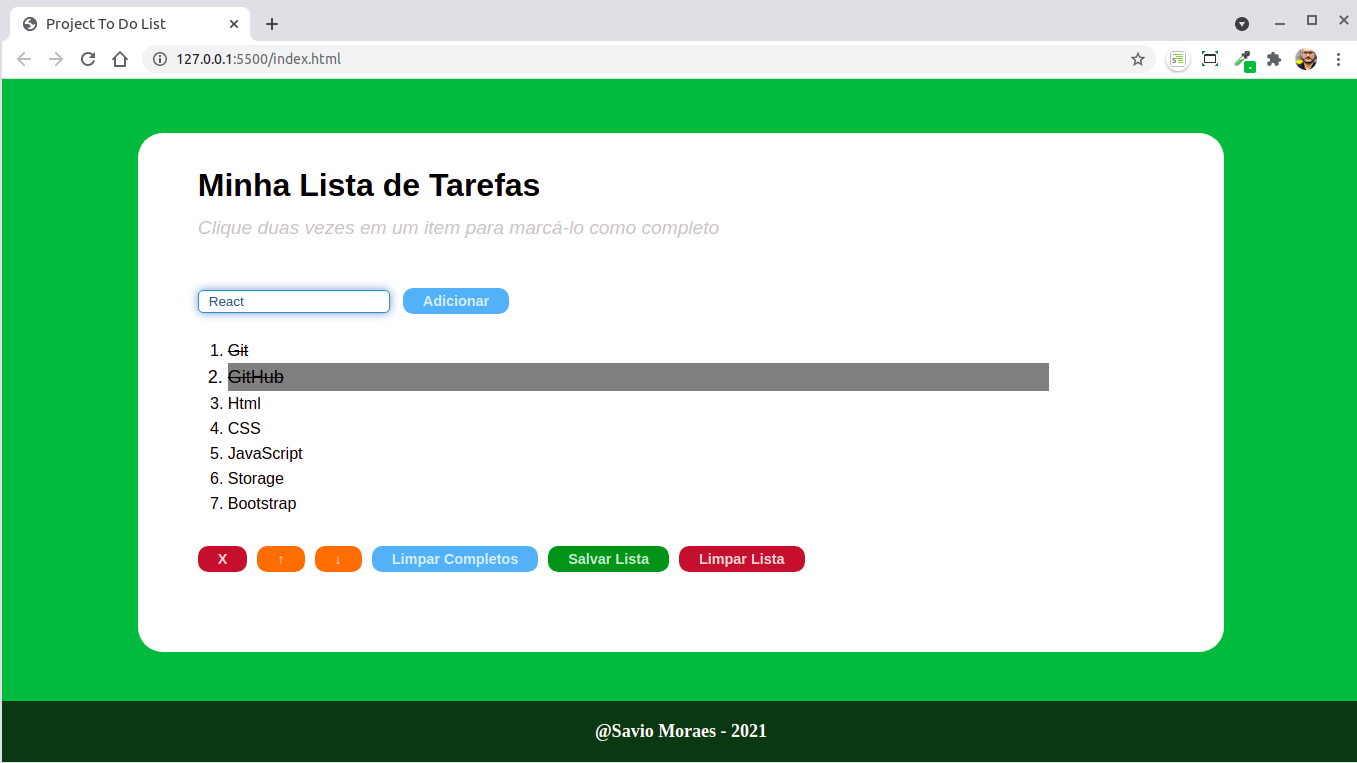 Project To Do List
127.0.0.1:5500/index.html
Minha Lista de Tarefas
Clique duas vezes em um item para marcá-lo como completo
React Adicionar
1. Git
2. GitHub
3. Html
4. CSS
5. JavaScript
6. Storage
7. Bootstrap
X ↑ ↓ Limpar Completos Salvar Lista Limpar Lista
@Savio Moraes - 2021